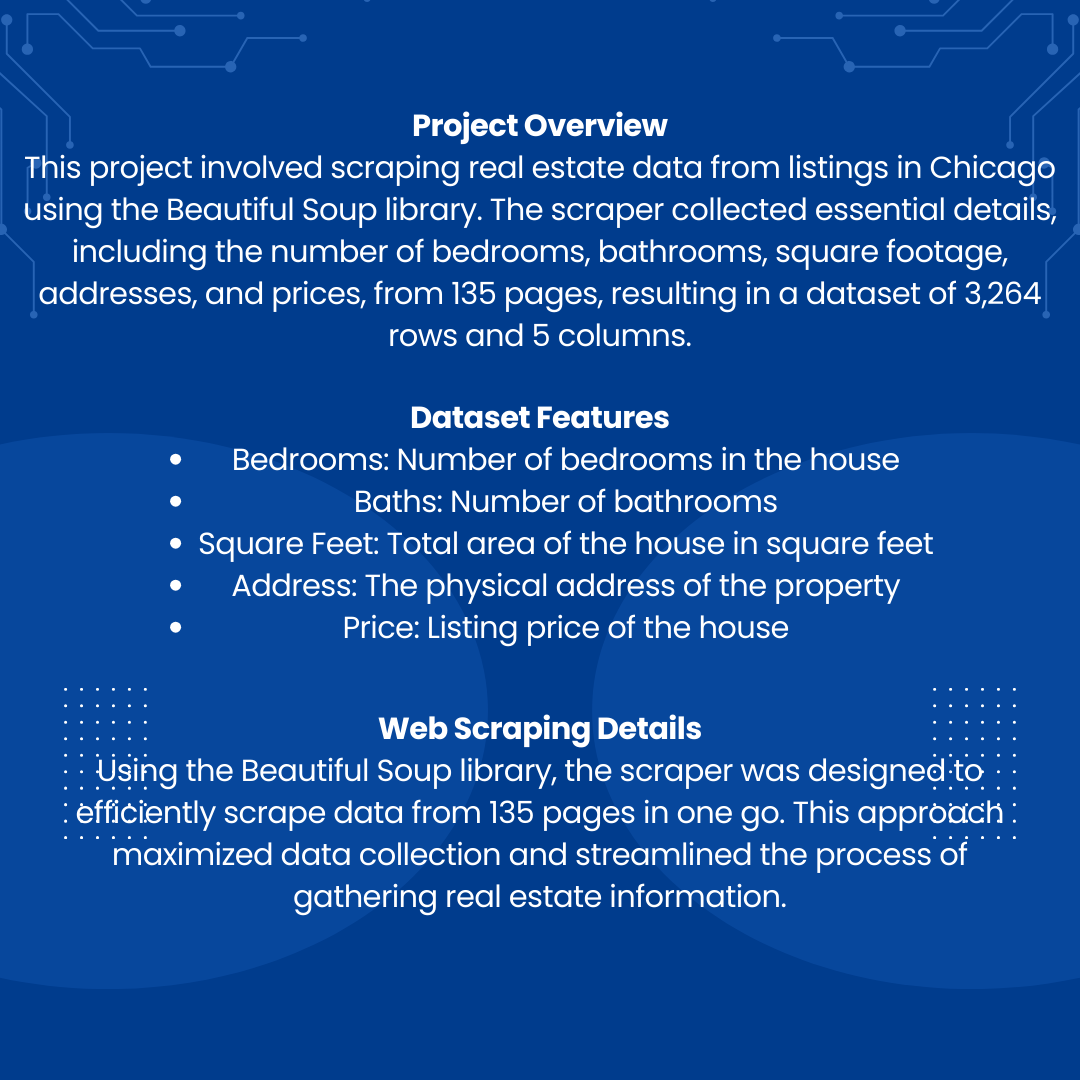 Project Overview
This project involved scraping real estate data from listings in Chicago
using the Beautiful Soup library. The scraper collected essential details,
including the number of bedrooms, bathrooms, square footage,
addresses, and prices, from 135 pages, resulting in a dataset of 3,264
rows and 5 columns.
Dataset Features
• Bedrooms: Number of bedrooms in the house
• Baths: Number of bathrooms
• Square Feet: Total area of the house in square feet
• Address: The physical address of the property
• Price: Listing price of the house
Web Scraping Details
Using the Beautiful Soup library, the scraper was designed to
efficiently scrape data from 135 pages in one go. This approach
maximized data collection and streamlined the process of
gathering real estate information.